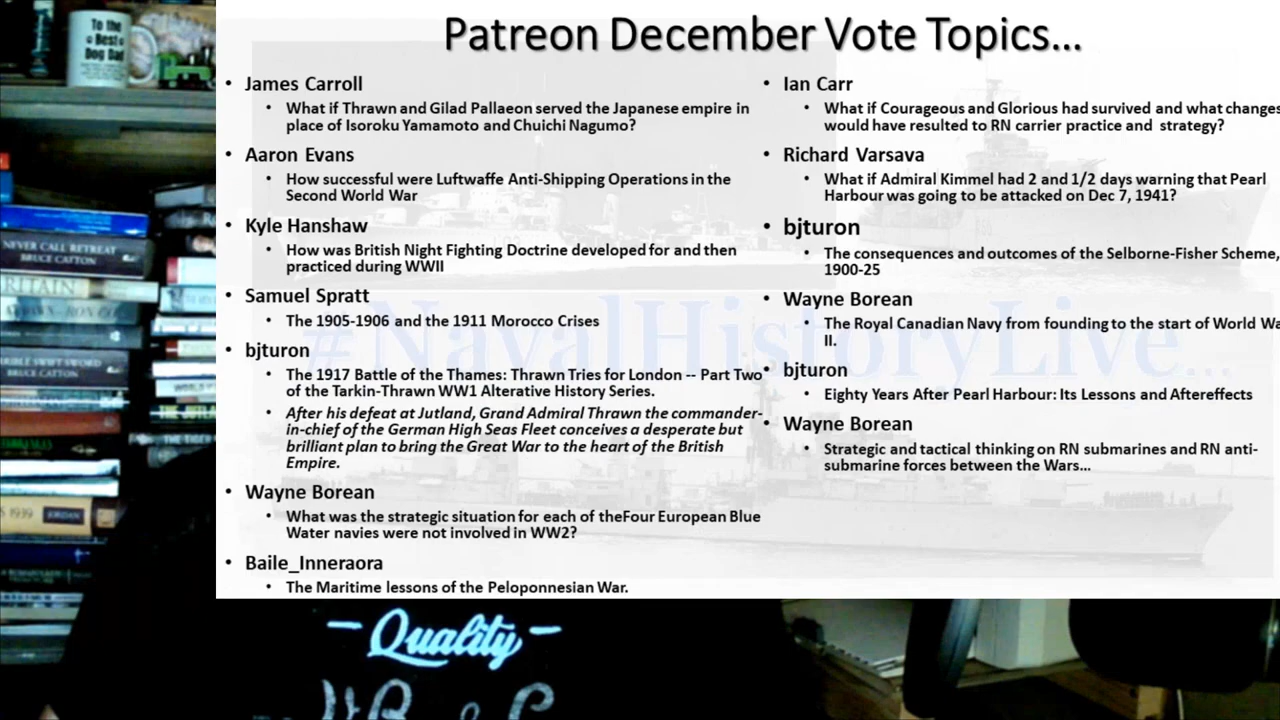 Patreon December Vote Topics...
• James Carroll
• What if Thrawn and Gilad Pallaeon served the Japanese empire in
place of Isoroku Yamamoto and Chuichi Nagumo?
• Aaron Evans
• How successful were Luftwaffe Anti-Shipping Operations in the
Second World War
• Kyle Hanshaw
• How was British Night Fighting Doctrine developed for and then
practiced during WWII
• Samuel Spratt
• The 1905-1906 and the 1911 Morocco Crises
• bjturon
• The 1917 Battle of the Thames: Thrawn Tries for London -- Part Two
of the Tarkin-Thrawn WW1 Alterative History Series.
• After his defeat at Jutland, Grand Admiral Thrawn the commander-
in-chief of the German High Seas Fleet conceives a desperate but
brilliant plan to bring the Great War to the heart of the British
Empire.
• Wayne Borean
• What was the strategic situation for each of theFour European Blue
Water navies were not involved in WW2?
• Baile_Inneraora
• The Maritime lessons of the Peloponnesian War.
• Ian Carr
• What if Courageous and Glorious had survived and what changes
would have resulted to RN carrier practice and strategy?
• Richard Varsava
• What if Admiral Kimmel had 2 and 1/2 days warning that Pearl
Harbour was going to be attacked on Dec 7, 1941?
• bjturon
• The consequences and outcomes of the Selborne-Fisher Scheme,
1900-25
• Wayne Borean
• The Royal Canadian Navy from founding to the start of World Wa
II.
• bjturon
• Eighty Years After Pearl Harbour: Its Lessons and Aftereffects
• Wayne Borean
• Strategic and tactical thinking on RN submarines and RN anti-
submarine forces between the Wars...
#NavalHistoryLive...
To the
Best
Dog Dad
NEVER CALL RETREAT
BRUCE CATTON
BRITAIN
SWIFT SWORD
BRUCE CATTON
1939
JORDAN
THE TIGER
- Quality -